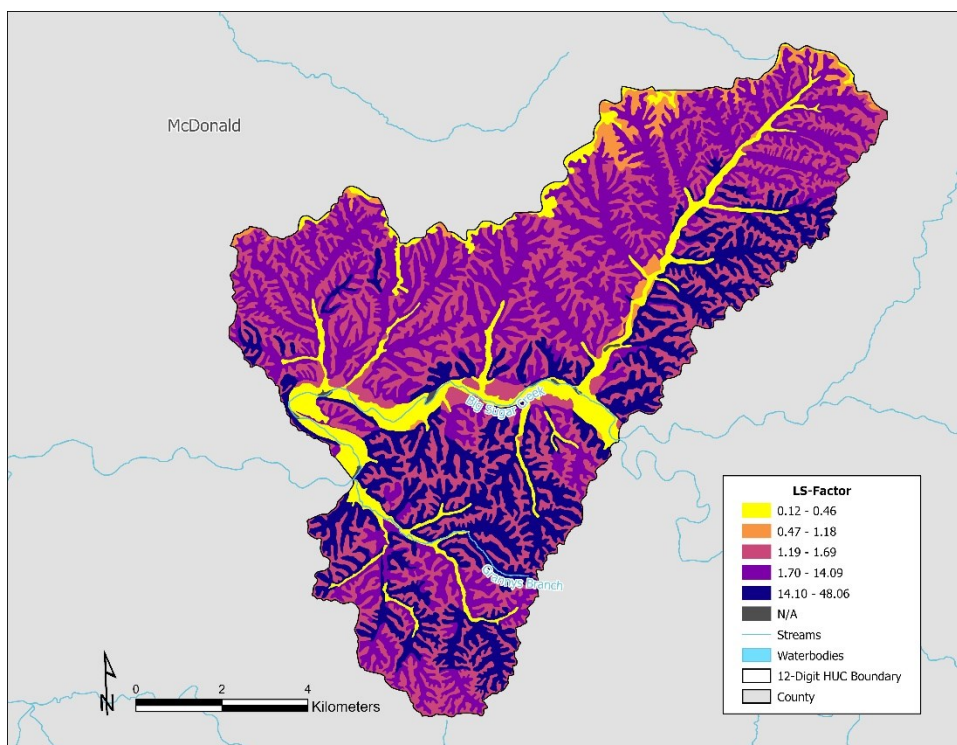 McDonald
Big Sugar Creek
Grannys Branch
LS-Factor
0.12 - 0.46
0.47 - 1.18
1.19 - 1.69
1.70 - 14.09
14.10 - 48.06
N/A
Streams
Waterbodies
12-Digit HUC Boundary
County
N
0 2 4
Kilometers